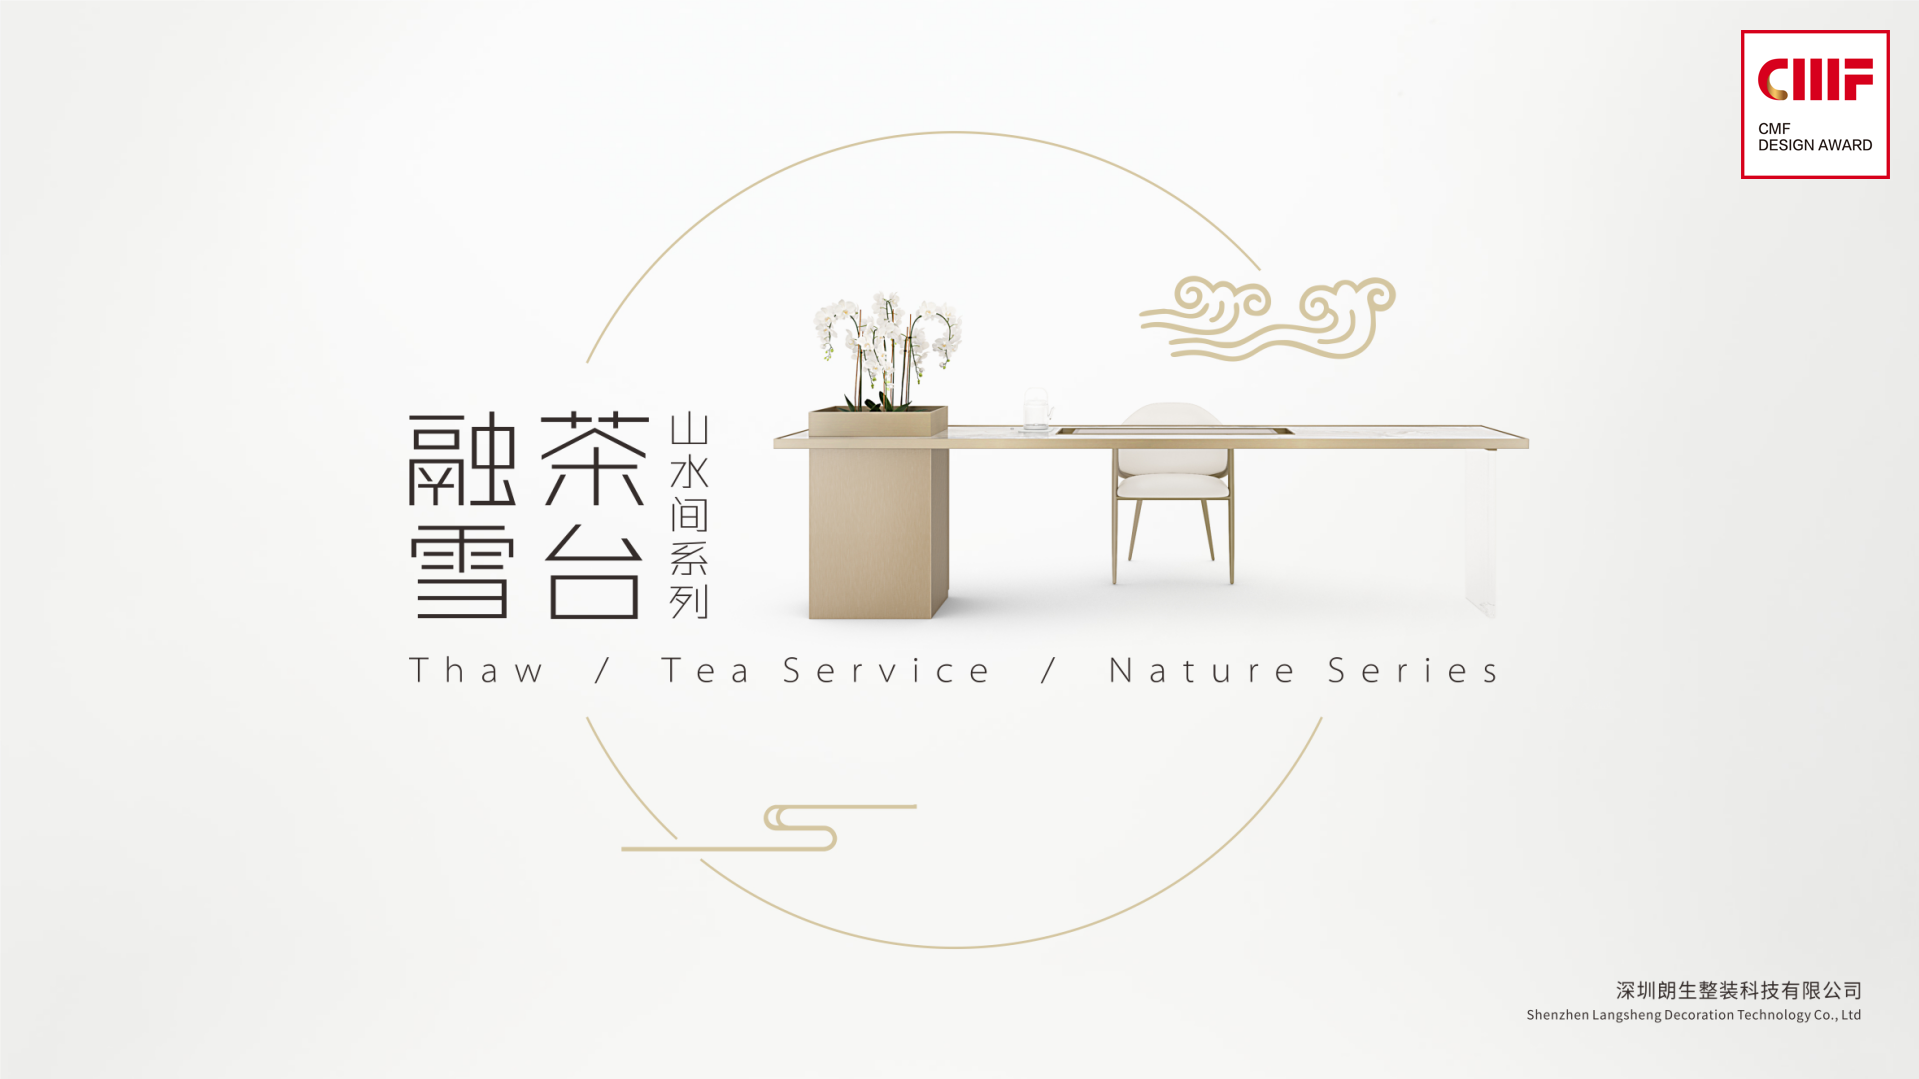 CMF
CMF
DESIGN AWARD
融雪
茶台
山水间系列
Thaw / Tea Service / Nature Series
深圳朗生整装科技有限公司
Shenzhen Langsheng Decoration Technology Co., Ltd